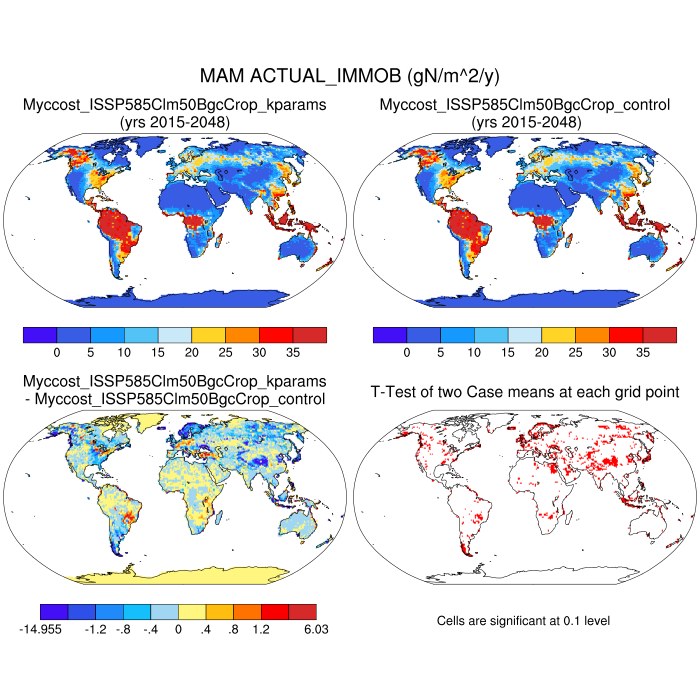 MAM ACTUAL_IMMOB (gN/m^2/y)
Myccost_ISSP585Clm50BgcCrop_kparams
(yrs 2015-2048)
Myccost_ISSP585Clm50BgcCrop_control
(yrs 2015-2048)
0 5 10 15 20 25 30 35
0 5 10 15 20 25 30 35
Myccost_ISSP585Clm50BgcCrop_kparams
- Myccost_ISSP585Clm50BgcCrop_control
T-Test of two Case means at each grid point
-14.955 -1.2 -.8 -.4 0 .4 .8 1.2 6.03
Cells are significant at 0.1 level